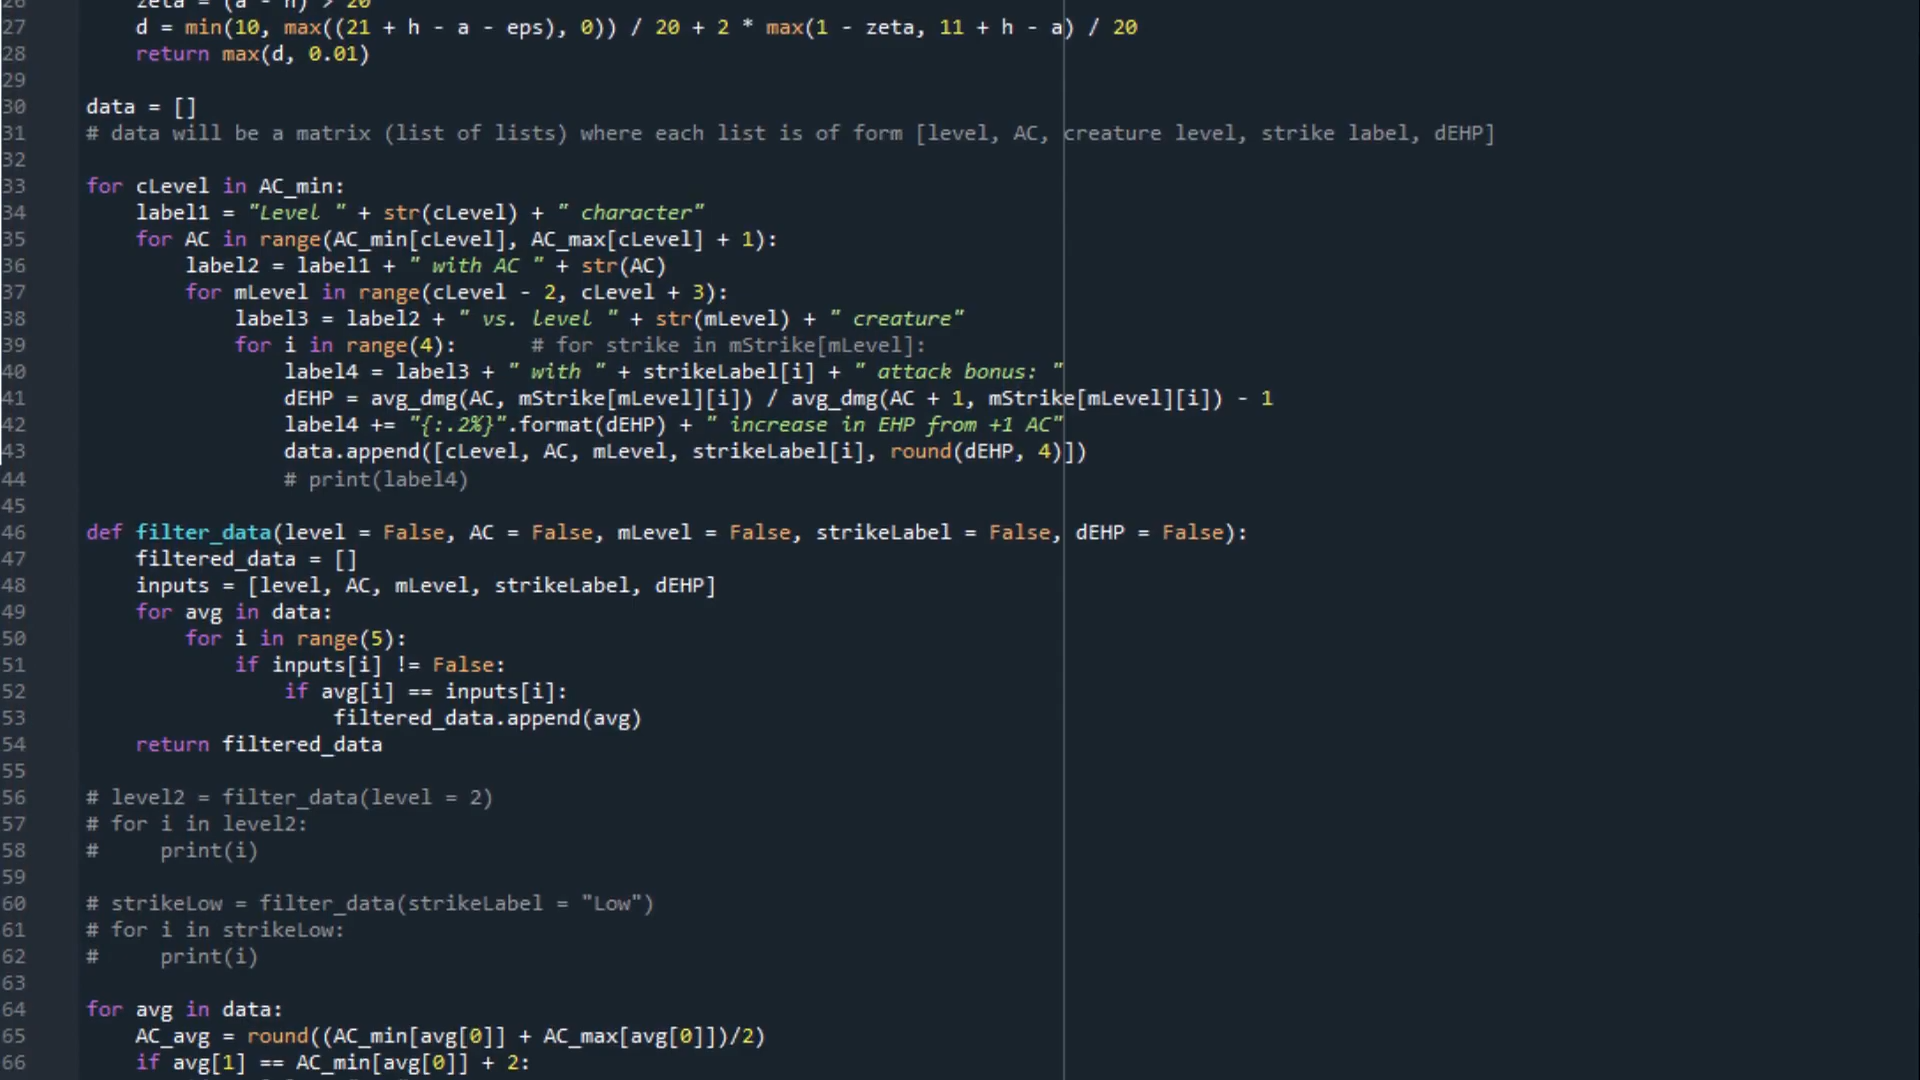 26 zeta = (a - h) > 20
27 d = min(10, max((21 + h - a - eps), 0)) / 20 + 2 * max(1 - zeta, 11 + h - a) / 20
28 return max(d, 0.01)
29
30 data = []
31 # data will be a matrix (list of lists) where each list is of form [level, AC, creature level, strike label, dEHP]
32
33 for cLevel in AC_min:
34 label1 = "Level " + str(cLevel) + " character"
35 for AC in range(AC_min[cLevel], AC_max[cLevel] + 1):
36 label2 = label1 + " with AC " + str(AC)
37 for mLevel in range(cLevel - 2, cLevel + 3):
38 label3 = label2 + " vs. level " + str(mLevel) + " creature"
39 for i in range(4): # for strike in mStrike[mLevel]:
40 label4 = label3 + " with " + strikeLabel[i] + " attack bonus: "
41 dEHP = avg_dmg(AC, mStrike[mLevel][i]) / avg_dmg(AC + 1, mStrike[mLevel][i]) - 1
42 label4 += "{:.2%}".format(dEHP) + " increase in EHP from +1 AC"
43 data.append([cLevel, AC, mLevel, strikeLabel[i], round(dEHP, 4)])
44 # print(label4)
45
46 def filter_data(level = False, AC = False, mLevel = False, strikeLabel = False, dEHP = False):
47 filtered_data = []
48 inputs = [level, AC, mLevel, strikeLabel, dEHP]
49 for avg in data:
50 for i in range(5):
51 if inputs[i] != False:
52 if avg[i] == inputs[i]:
53 filtered_data.append(avg)
54 return filtered_data
55
56 # level2 = filter_data(level = 2)
57 # for i in level2:
58 # print(i)
59
60 # strikeLow = filter_data(strikeLabel = "Low")
61 # for i in strikeLow:
62 # print(i)
63
64 for avg in data:
65 AC_avg = round((AC_min[avg[0]] + AC_max[avg[0]])/2)
66 if avg[1] == AC_min[avg[0]] + 2: